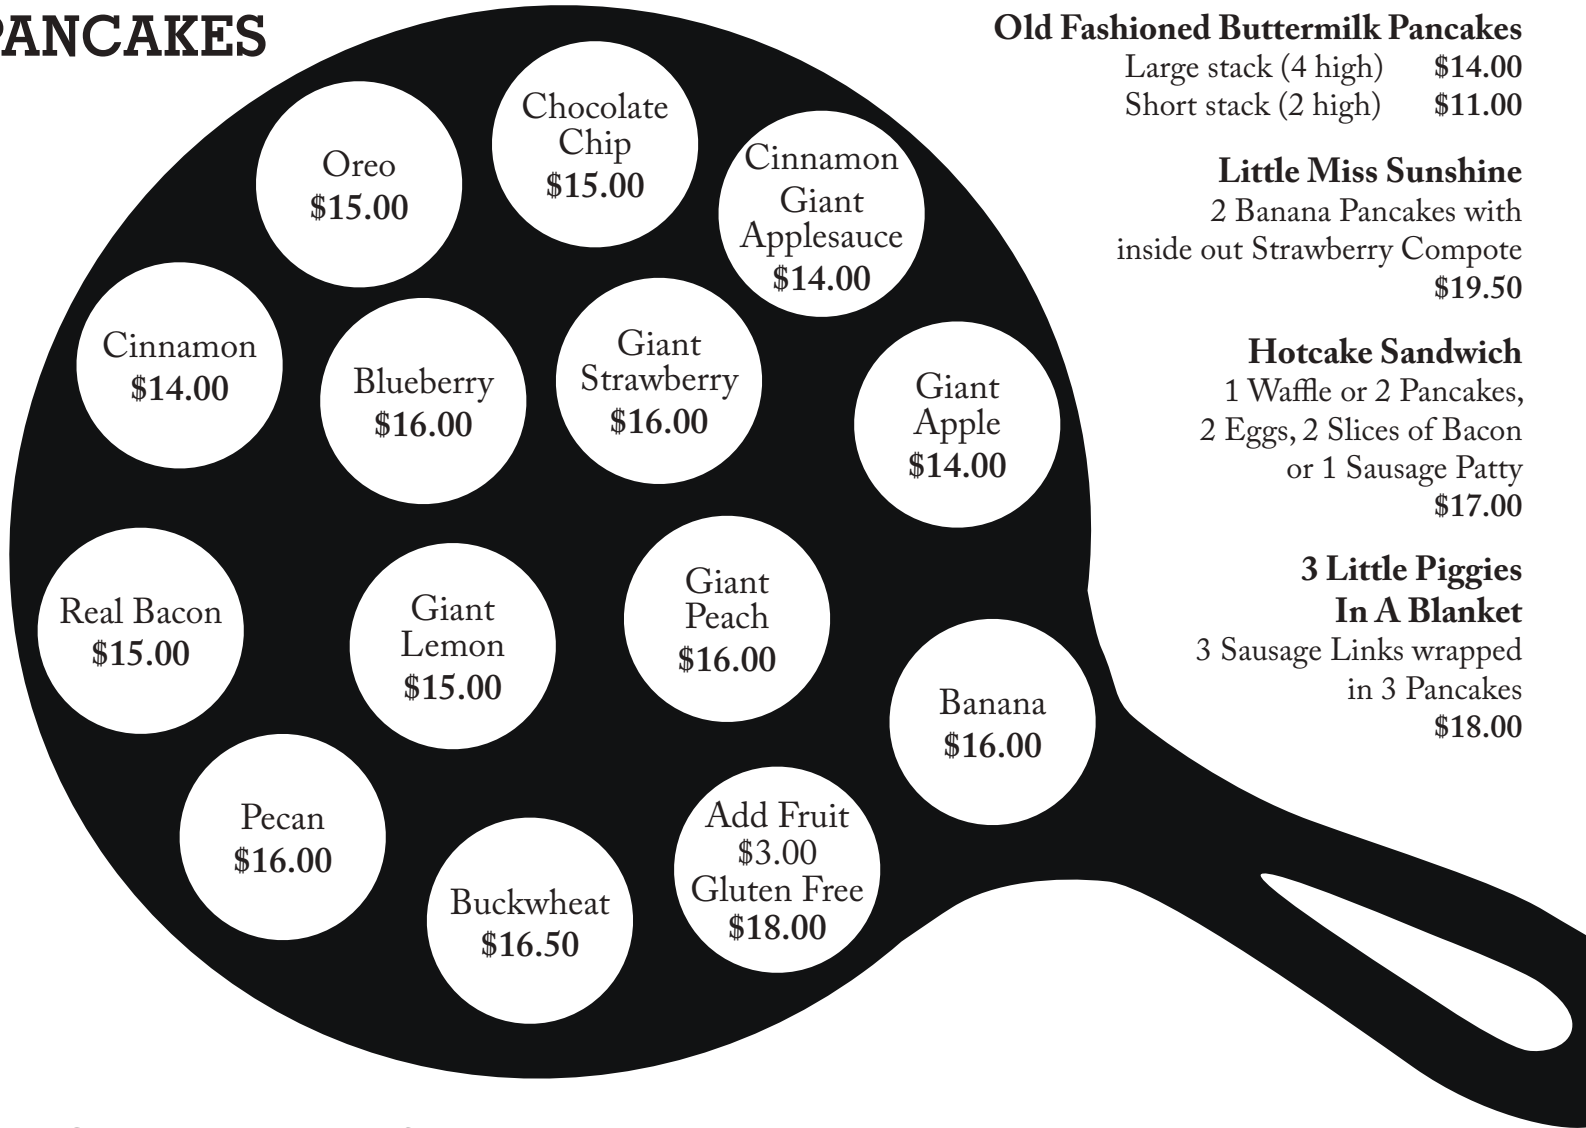 PANCAKES
Oreo
$15.00
Chocolate
Chip
$15.00
Cinnamon
Giant
Applesauce
$14.00
Cinnamon
$14.00
Blueberry
$16.00
Giant
Strawberry
$16.00
Giant
Apple
$14.00
Real Bacon
$15.00
Giant
Lemon
$15.00
Giant
Peach
$16.00
Banana
$16.00
Pecan
$16.00
Buckwheat
$16.50
Add Fruit
$3.00
Gluten Free
$18.00
Old Fashioned Buttermilk Pancakes
Large stack (4 high) $14.00
Short stack (2 high) $11.00
Little Miss Sunshine
2 Banana Pancakes with
inside out Strawberry Compote
$19.50
Hotcake Sandwich
1 Waffle or 2 Pancakes,
2 Eggs, 2 Slices of Bacon
or 1 Sausage Patty
$17.00
3 Little Piggies
In A Blanket
3 Sausage Links wrapped
in 3 Pancakes
$18.00